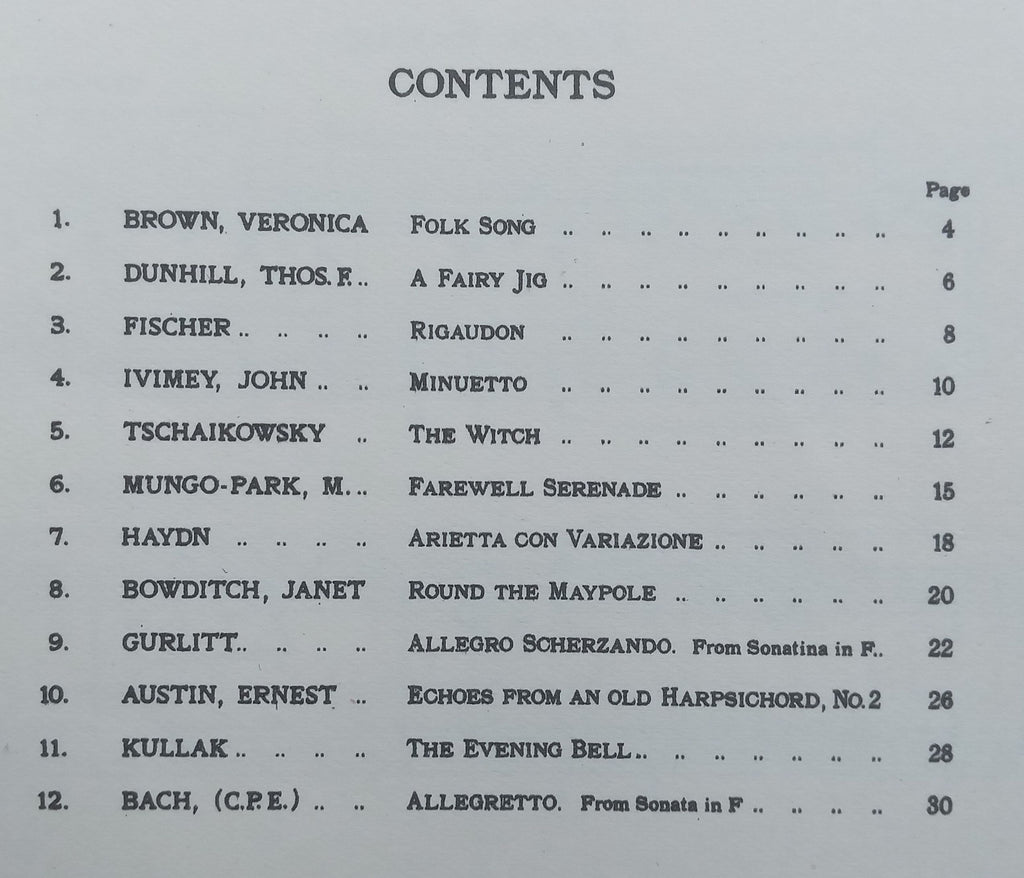 CONTENTS
Page
1. BROWN, VERONICA FOLK SONG .. .. .. .. .. .. .. .. .. 4
2. DUNHILL, THOS. F. .. A FAIRY JIG .. .. .. .. .. .. .. .. .. 6
3. FISCHER .. .. .. .. RIGAUDON .. .. .. .. .. .. .. .. .. 8
4. IVIMEY, JOHN .. .. MINUETTO .. .. .. .. .. .. .. .. .. 10
5. TSCHAIKOWSKY .. THE WITCH .. .. .. .. .. .. .. .. .. 12
6. MUNGO-PARK, M. .. FAREWELL SERENADE .. .. .. .. .. .. 15
7. HAYDN .. .. .. .. ARIETTA CON VARIAZIONE .. .. .. .. .. 18
8. BOWDITCH, JANET ROUND THE MAYPOLE .. .. .. .. .. .. 20
9. GURLITT .. .. .. .. ALLEGRO SCHERZANDO. From Sonatina in F .. 22
10. AUSTIN, ERNEST .. ECHOES FROM AN OLD HARPSICHORD, NO. 2 26
11. KULLAK .. .. .. .. THE EVENING BELL .. .. .. .. .. .. .. 28
12. BACH, (C.P.E.) .. .. ALLEGRETTO. From Sonata in F .. .. .. .. 30